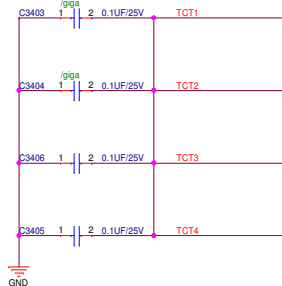 /giga
C3403 1 2 0.1UF/25V TCT1
/giga
C3404 1 2 0.1UF/25V TCT2
C3406 1 2 0.1UF/25V TCT3
C3405 1 2 0.1UF/25V TCT4
GND